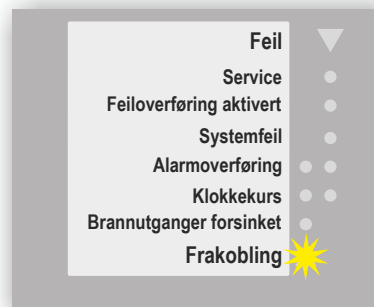 Feil
Service
Feiloverføring aktivert
Systemfeil
Alarmoverføring
Klokkekurs
Brannutganger forsinket
Frakobling